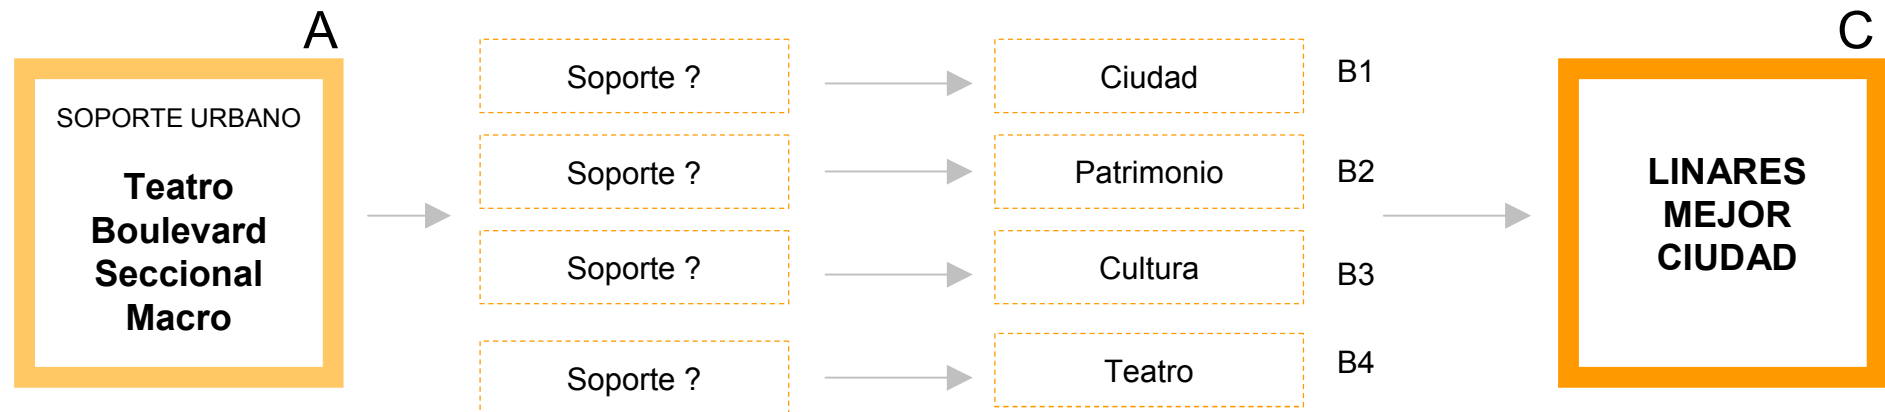 A
SOPORTE URBANO
Teatro
Boulevard
Seccional
Macro
Soporte ?
Ciudad
B1
Soporte ?
Patrimonio
B2
Soporte ?
Cultura
B3
Soporte ?
Teatro
B4
C
LINARES
MEJOR
CIUDAD